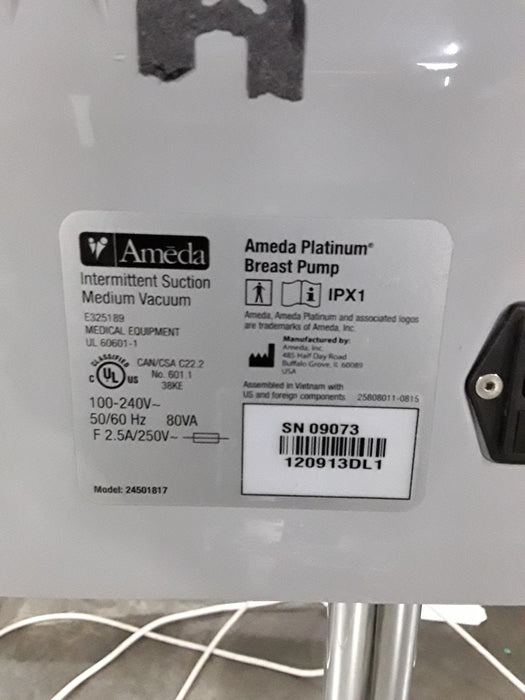 Amēda
Intermittent Suction
Medium Vacuum
E325189
MEDICAL EQUIPMENT
UL 60601-1
CLASSIFIED
C UL US
CAN/CSA C22.2
No. 601.1
38KE
100-240V~
50/60 Hz 80VA
F 2.5A/250V~
Model: 24501817
Ameda Platinum®
Breast Pump
i IPX1
Ameda, Ameda Platinum and associated logos
are trademarks of Ameda, Inc.
Manufactured by:
Ameda, Inc.
485 Half Day Road
Buffalo Grove, IL 60089
USA
Assembled in Vietnam with
US and foreign components 25808011-0815
SN 09073
120913DL1